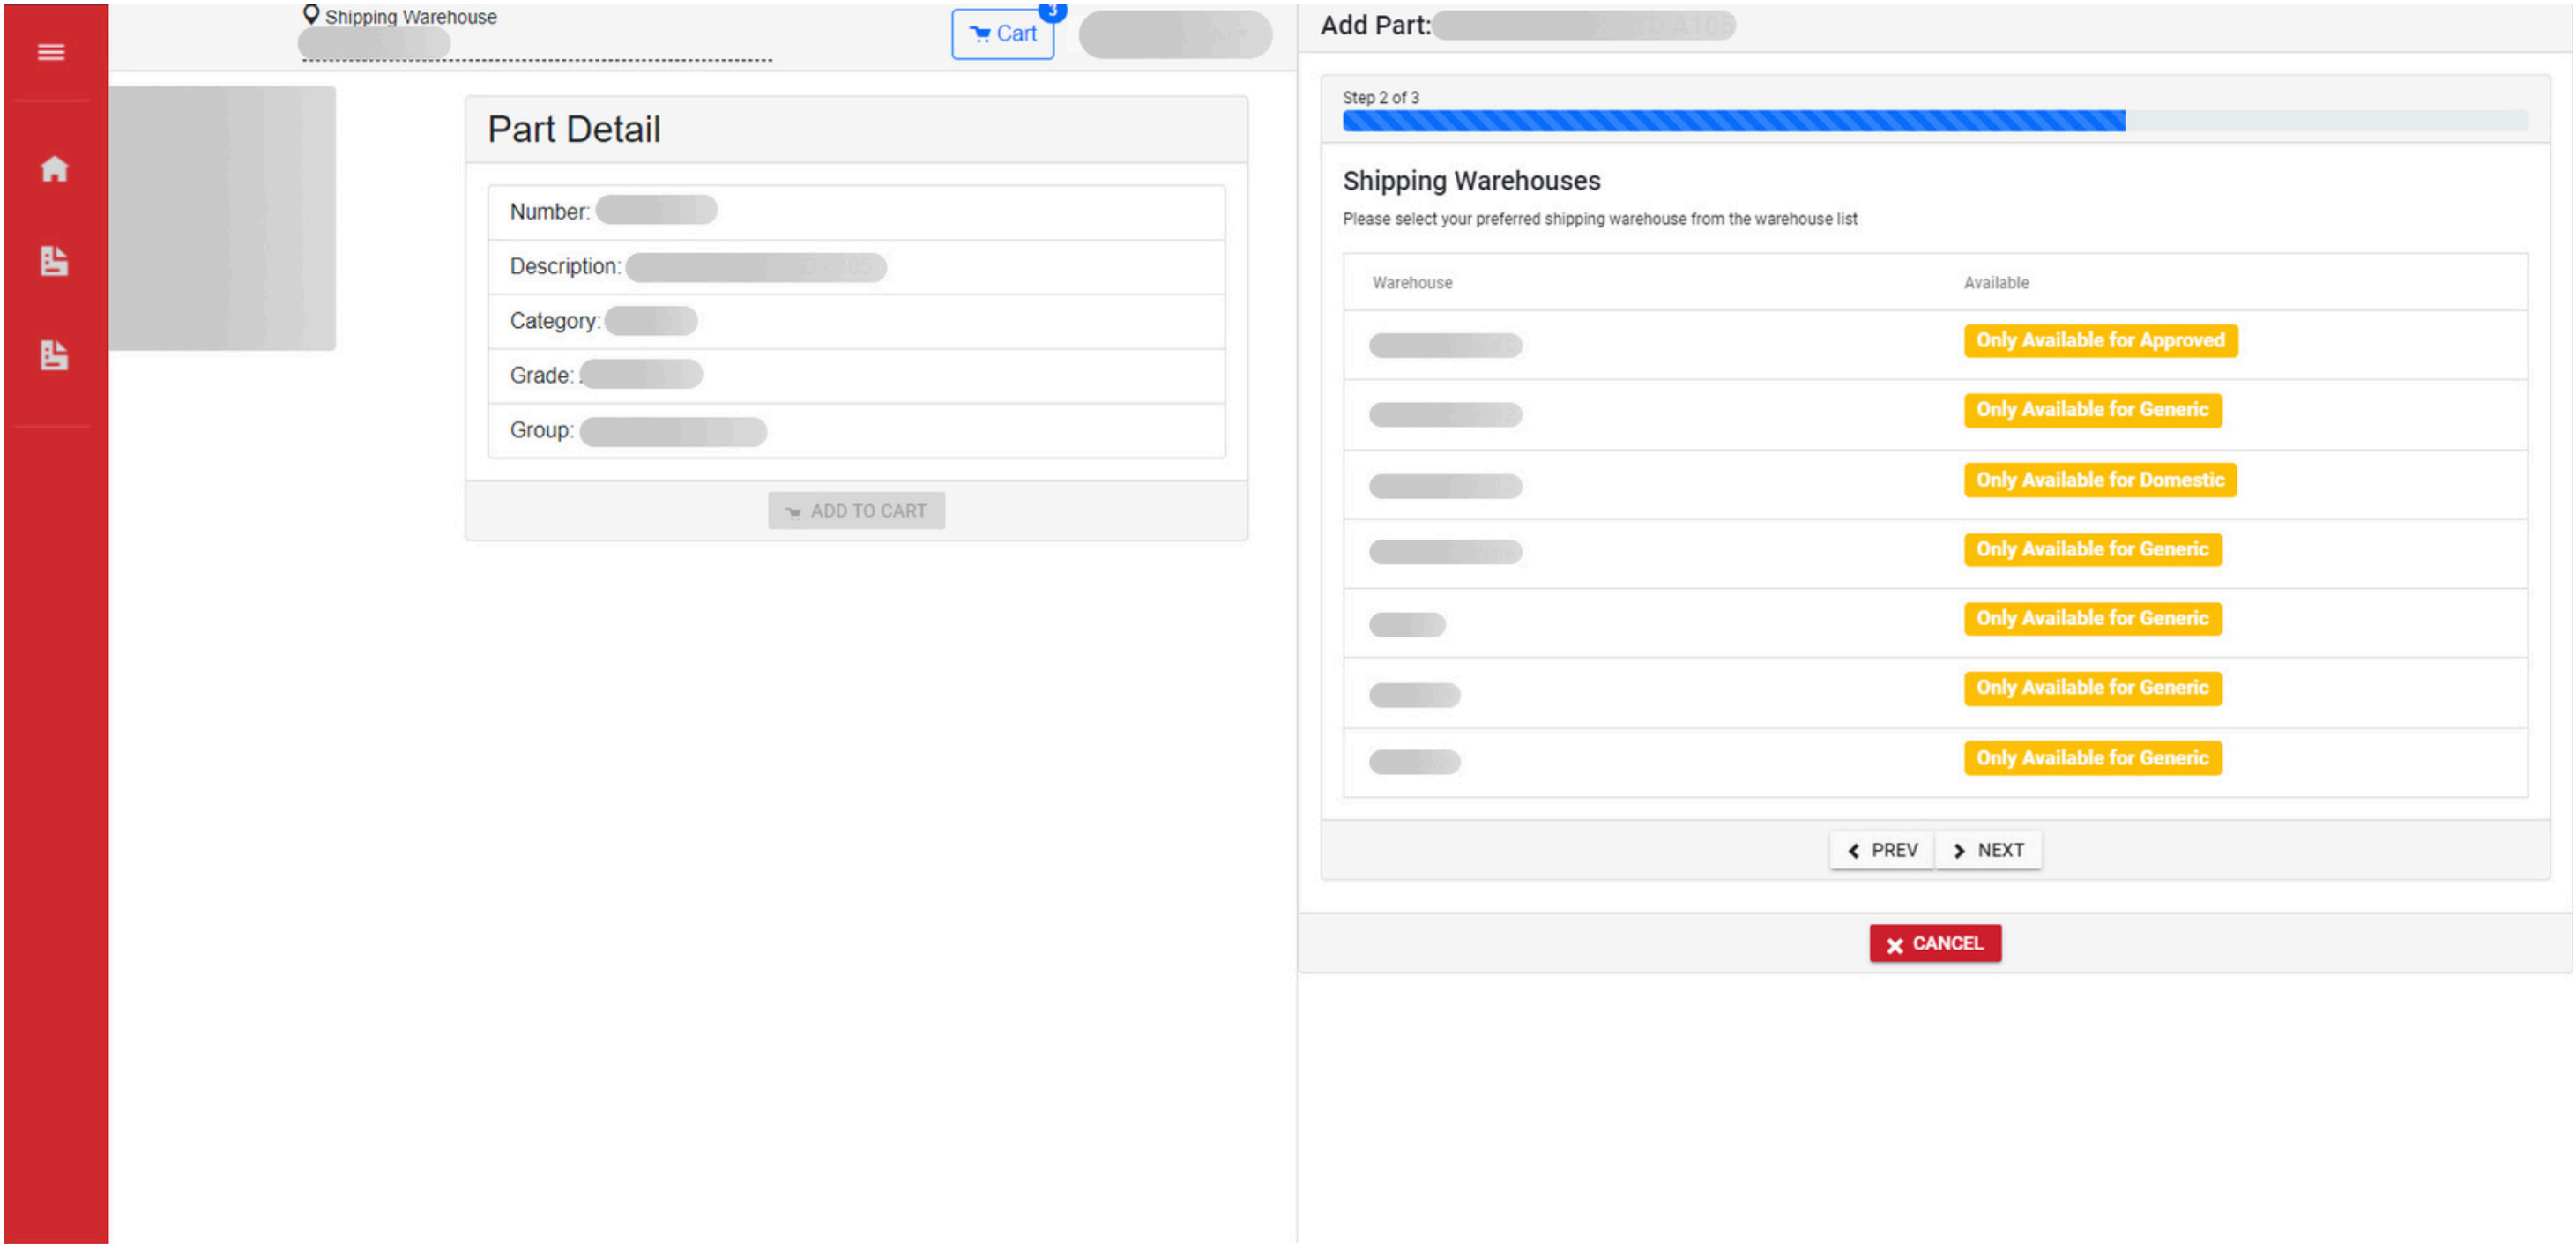 Shipping Warehouse
3
Cart
Part Detail
Number:
Description:
Category:
Grade:
Group:
ADD TO CART
Add Part:
Step 2 of 3
Shipping Warehouses
Please select your preferred shipping warehouse from the warehouse list
Warehouse Available
Only Available for Approved
Only Available for Generic
Only Available for Domestic
Only Available for Generic
Only Available for Generic
Only Available for Generic
Only Available for Generic
PREV NEXT
CANCEL